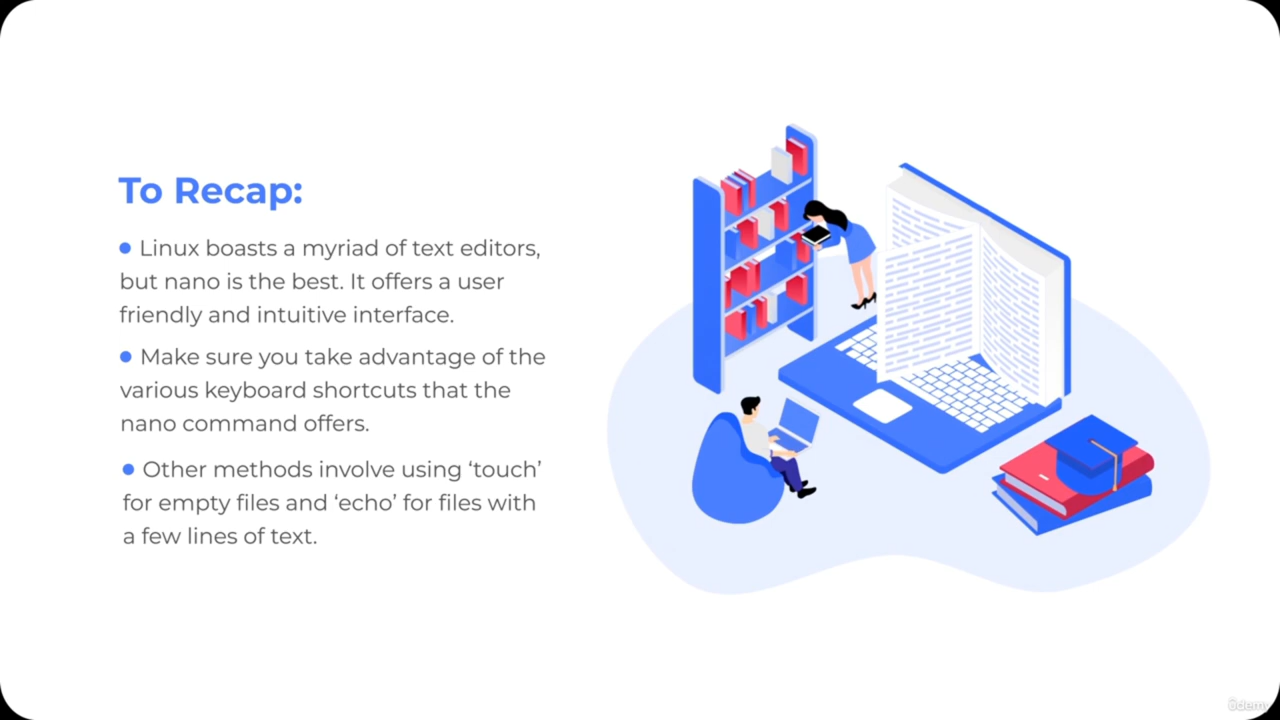 To Recap:
● Linux boasts a myriad of text editors,
but nano is the best. It offers a user
friendly and intuitive interface.
● Make sure you take advantage of the
various keyboard shortcuts that the
nano command offers.
● Other methods involve using ‘touch’
for empty files and ‘echo’ for files with
a few lines of text.
ûdemy